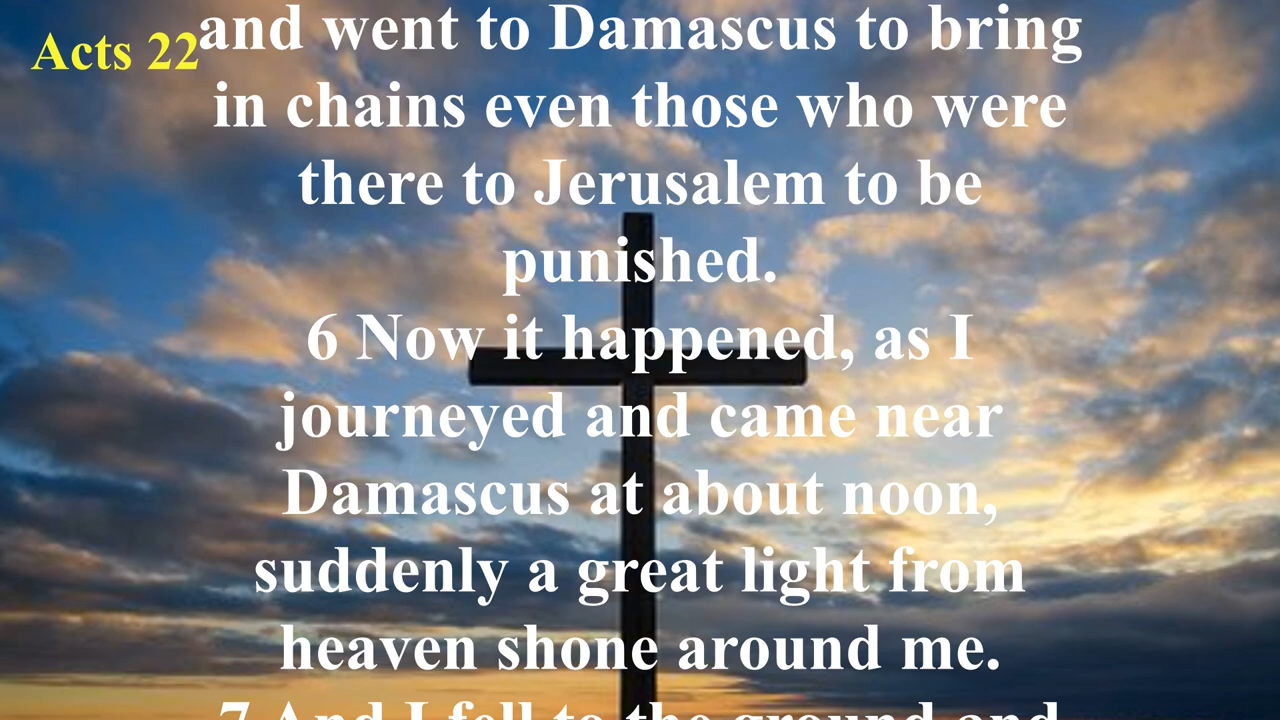 Acts 22
and went to Damascus to bring
in chains even those who were
there to Jerusalem to be
punished.
6 Now it happened, as I
journeyed and came near
Damascus at about noon,
suddenly a great light from
heaven shone around me.
7 And I fell to the ground and